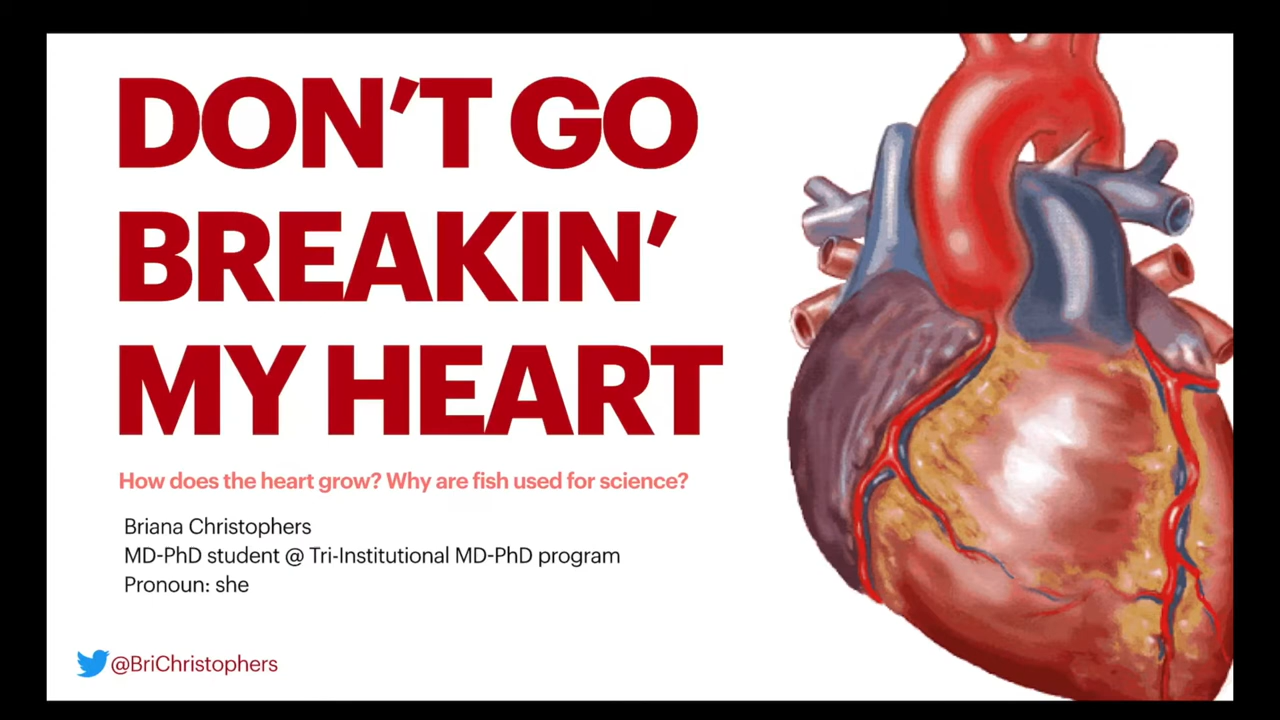 DON'T GO
BREAKIN'
MY HEART
How does the heart grow? Why are fish used for science?
Briana Christophers
MD-PhD student @ Tri-Institutional MD-PhD program
Pronoun: she
@BriChristophers